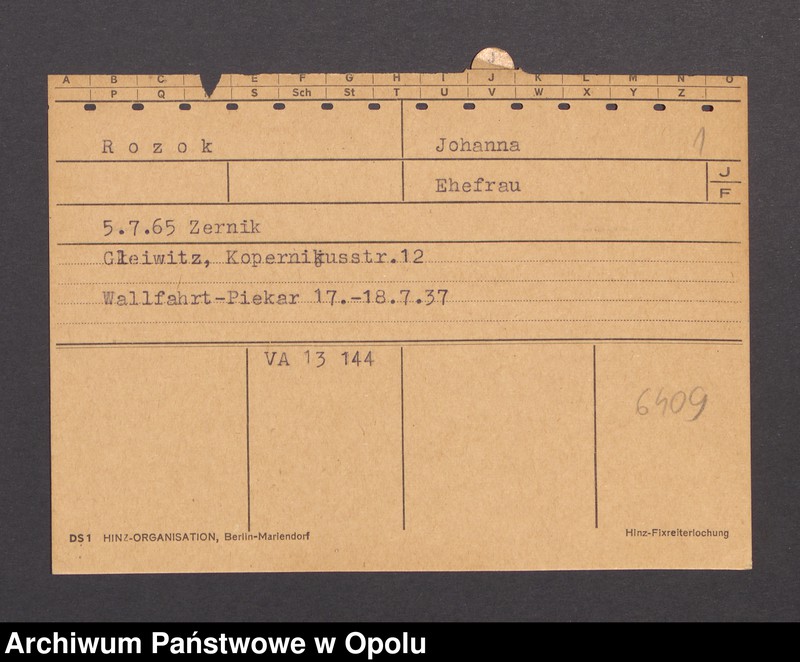 J
A B C E F G H I J K L M N O
P Q S Sch St T U V W X Y Z
Rozok Johanna 1
Ehefrau J
F
5.7.65 Zernik
Gleiwitz, Kopernikusstr.12
Wallfahrt-Piekar 17.-18.7.37
VA 13 144
6409
DS1 HINZ-ORGANISATION, Berlin-Mariendorf Hinz-Fixreiterlochung
Archiwum Państwowe w Opolu